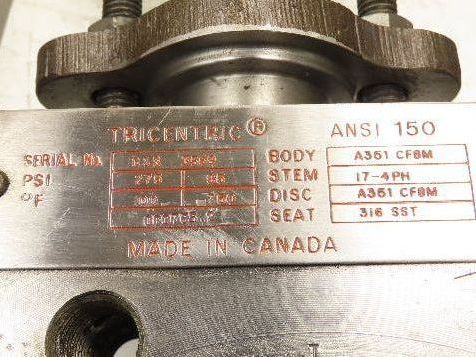 TRICENTRIC® ANSI 150
SERIAL No. BODY A351 CF8M
PSI 275 STEM 17-4PH
°F DISC A351 CF8M
SEAT 316 SST
MADE IN CANADA